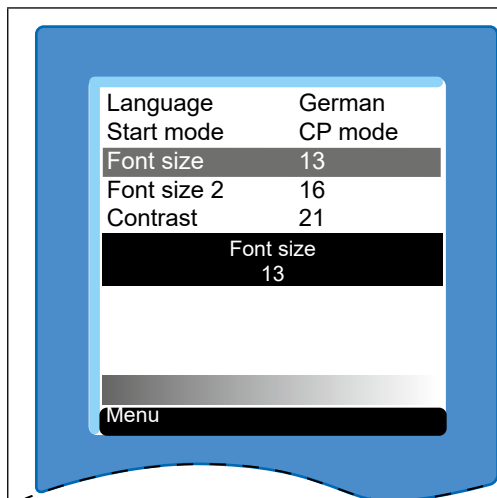 Language German
Start mode CP mode
Font size 13
Font size 2 16
Contrast 21
Font size
13
Menu